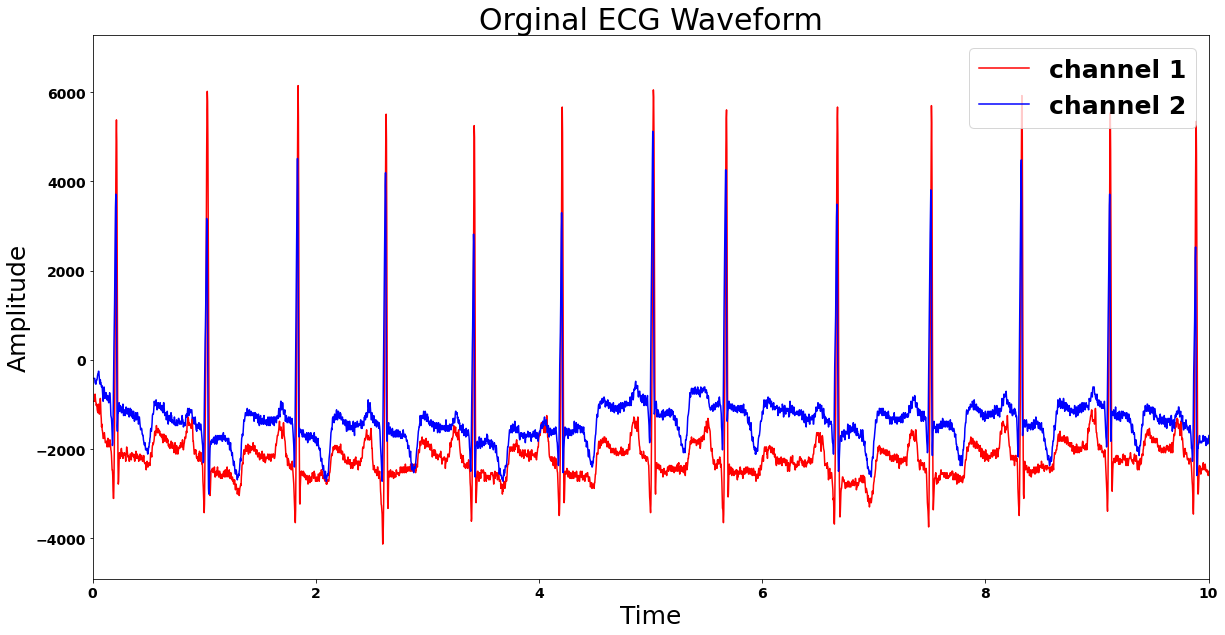 Orginal ECG Waveform
channel 1
channel 2
Amplitude
6000
4000
2000
0
−2000
−4000
0 2 4 6 8 10
Time